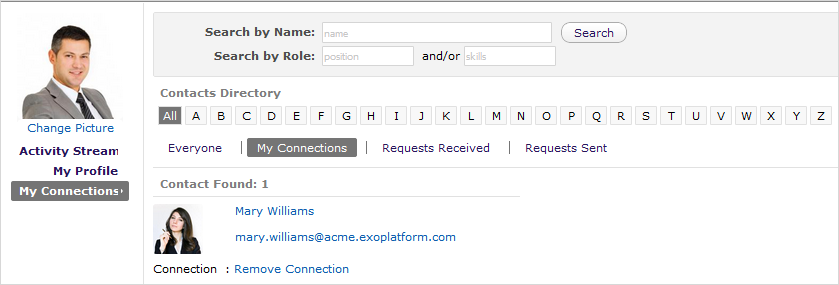 Search by Name: name Search
Search by Role: position and/or skills
Change Picture
Activity Stream
My Profile
My Connections
Contacts Directory
All A B C D E F G H I J K L M N O P Q R S T U V W X Y Z
Everyone | My Connections | Requests Received | Requests Sent
Contact Found: 1
Mary Williams
mary.williams@acme.exoplatform.com
Connection : Remove Connection